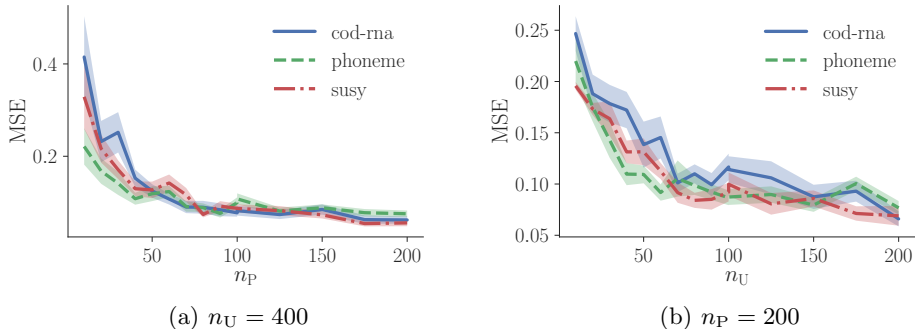 MSE
0.4
0.2
cod-rna
phoneme
susy
50
100
150
200
n_P
(a) n_U = 400
MSE
0.25
0.20
0.15
0.10
0.05
cod-rna
phoneme
susy
50
100
150
200
n_U
(b) n_P = 200